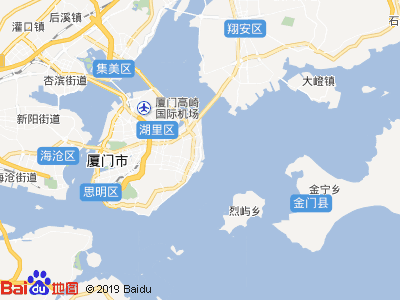 后溪镇
灌口镇
翔安区
石
集美区
杏滨街道
大嶝镇
厦门高崎
国际机场
新阳街道
湖里区
海沧区
厦门市
海沧街道
思明区
金宁乡
金门县
烈屿乡
Bai du 地图
© 2019 Baidu